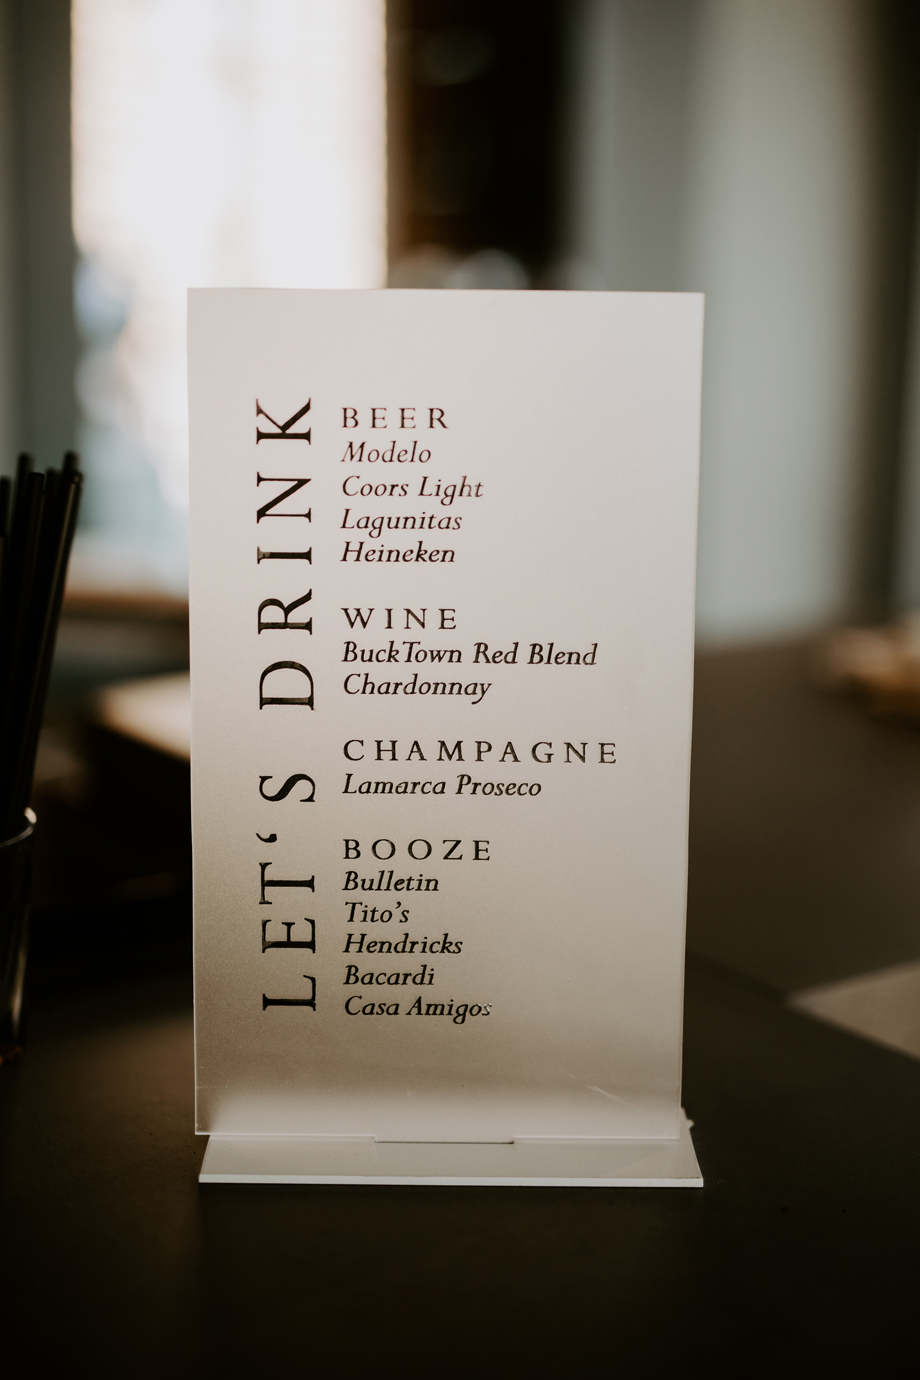 LET‘S DRINK
BEER
Modelo
Coors Light
Lagunitas
Heineken
WINE
BuckTown Red Blend
Chardonnay
CHAMPAGNE
Lamarca Proseco
BOOZE
Bulletin
Tito’s
Hendricks
Bacardi
Casa Amigos